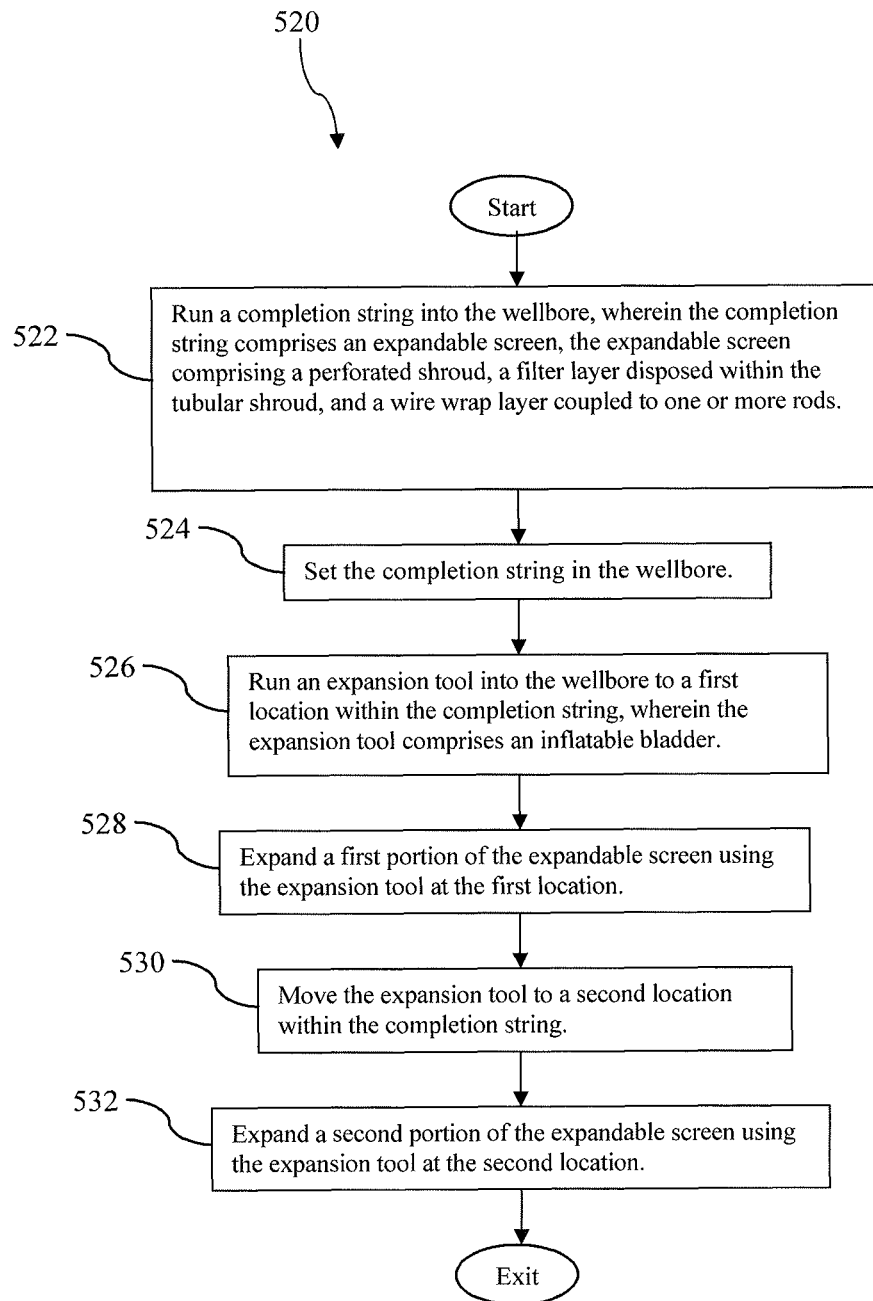 520
Start
522
Run a completion string into the wellbore, wherein the completion
string comprises an expandable screen, the expandable screen
comprising a perforated shroud, a filter layer disposed within the
tubular shroud, and a wire wrap layer coupled to one or more rods.
524
Set the completion string in the wellbore.
526
Run an expansion tool into the wellbore to a first
location within the completion string, wherein the
expansion tool comprises an inflatable bladder.
528
Expand a first portion of the expandable screen using
the expansion tool at the first location.
530
Move the expansion tool to a second location
within the completion string.
532
Expand a second portion of the expandable screen using
the expansion tool at the second location.
Exit